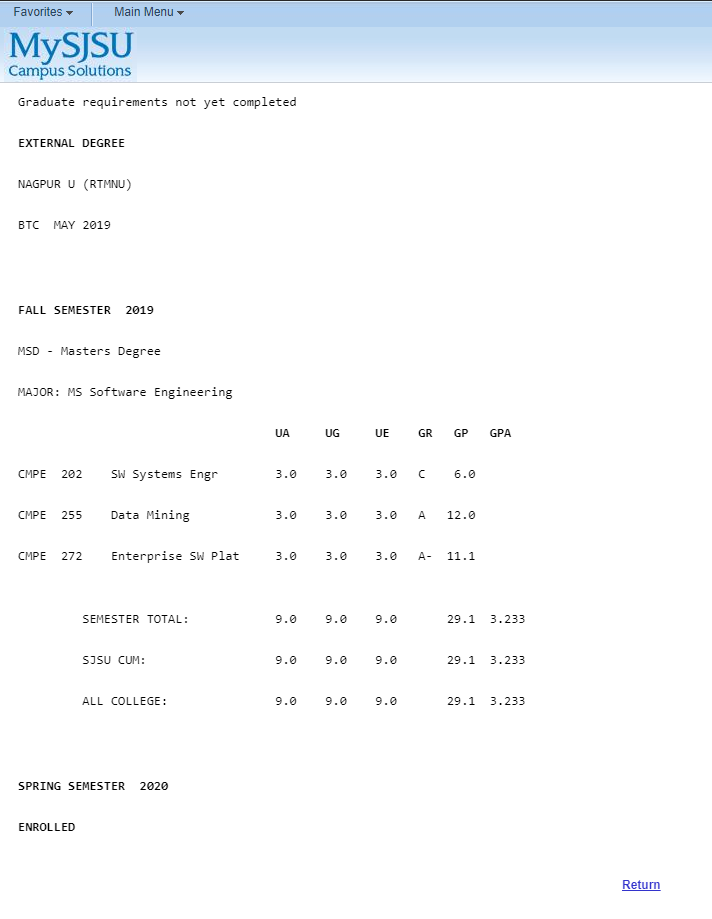 Favorites Main Menu
MySJSU
Campus Solutions
Graduate requirements not yet completed
EXTERNAL DEGREE
NAGPUR U (RTMNU)
BTC MAY 2019
FALL SEMESTER 2019
MSD - Masters Degree
MAJOR: MS Software Engineering
UA UG UE GR GP GPA
CMPE 202 SW Systems Engr 3.0 3.0 3.0 C 6.0
CMPE 255 Data Mining 3.0 3.0 3.0 A 12.0
CMPE 272 Enterprise SW Plat 3.0 3.0 3.0 A- 11.1
SEMESTER TOTAL: 9.0 9.0 9.0 29.1 3.233
SJSU CUM: 9.0 9.0 9.0 29.1 3.233
ALL COLLEGE: 9.0 9.0 9.0 29.1 3.233
SPRING SEMESTER 2020
ENROLLED
Return